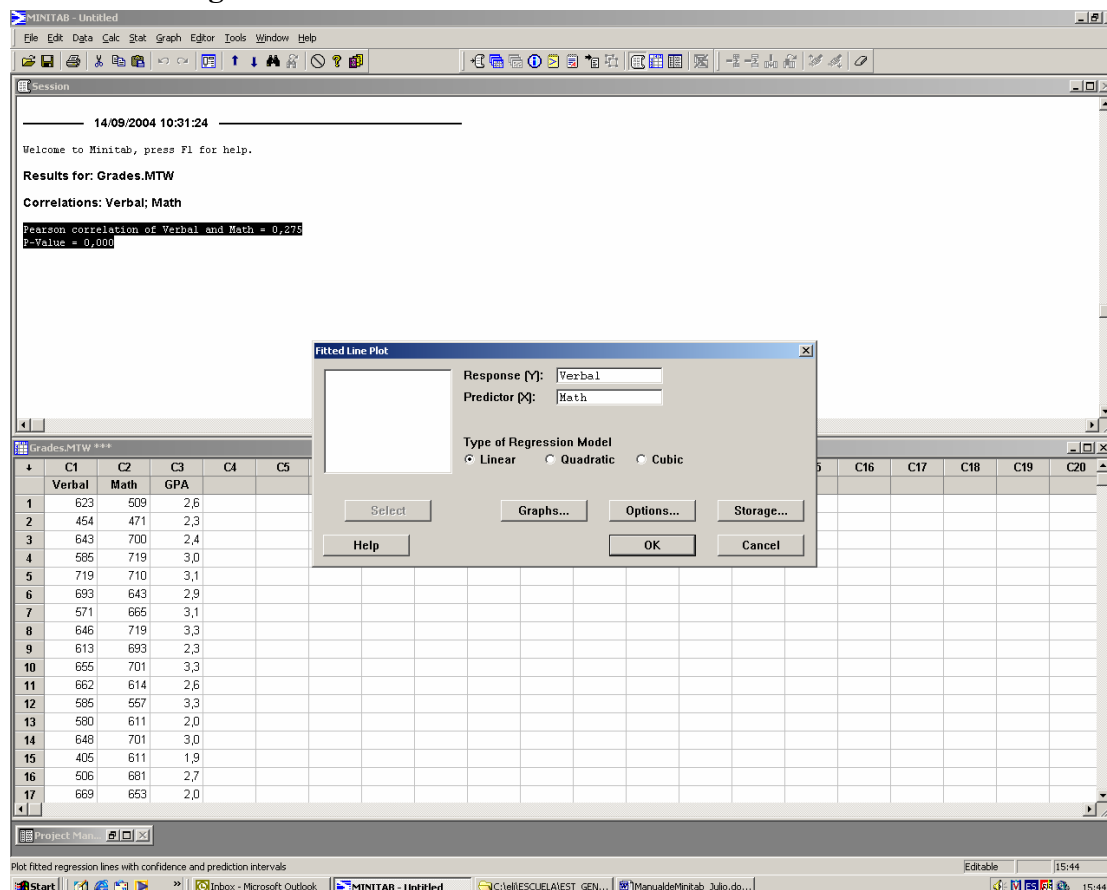 MINITAB - Untitled
File Edit Data Calc Stat Graph Editor Tools Window Help
Session
14/09/2004 10:31:24
Welcome to Minitab, press F1 for help.
Results for: Grades.MTW
Correlations: Verbal; Math
Pearson correlation of Verbal and Math = 0,275
P-Value = 0,000
Fitted Line Plot
Response (Y): Verbal
Predictor (X): Math
Type of Regression Model
Linear Quadratic Cubic
Select Graphs... Options... Storage...
Help OK Cancel
Grades.MTW ***
C1 C2 C3 C4 C5 C16 C17 C18 C19 C20
Verbal Math GPA
1 623 509 2,6
2 454 471 2,3
3 643 700 2,4
4 585 719 3,0
5 719 710 3,1
6 693 643 2,9
7 571 665 3,1
8 646 719 3,3
9 613 693 2,3
10 655 701 3,3
11 662 614 2,6
12 585 557 3,3
13 580 611 2,0
14 648 701 3,0
15 405 611 1,9
16 506 681 2,7
17 669 653 2,0
Project Man...
Plot fitted regression lines with confidence and prediction intervals Editable 15:44
Start » Inbox - Microsoft Outlook MINITAB - Untitled C:\eli\ESCUELA\EST_GEN... ManualdeMinitab_Julio.do... ES 15:44